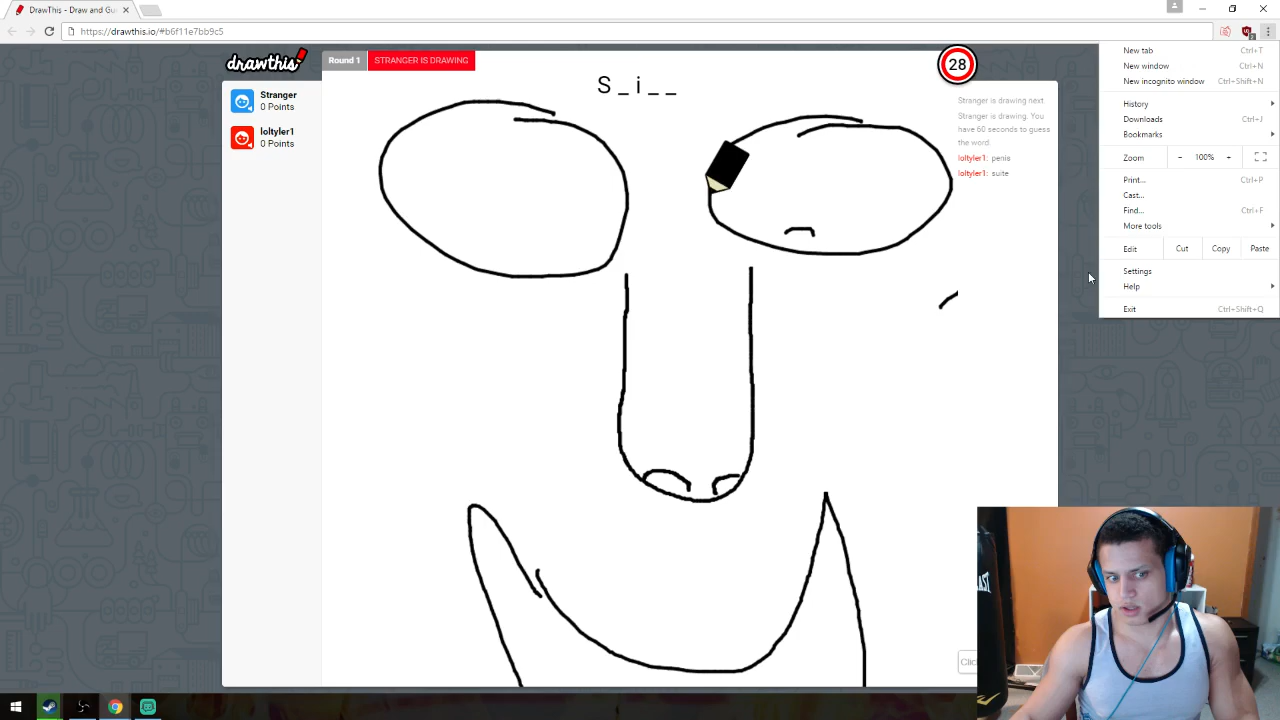 DrawThis - Draw and Gu
https://drawthis.io/#b6f11e7bb9c5
drawthis!
Round 1 STRANGER IS DRAWING
28
S _ i _ _
Stranger
0 Points
loltyler1
0 Points
Stranger is drawing next.
Stranger is drawing. You
have 60 seconds to guess
the word.
loltyler1: penis
loltyler1: suite
New tab Ctrl+T
New window Ctrl+N
New incognito window Ctrl+Shift+N
History
Downloads Ctrl+J
Bookmarks
Zoom - 100% +
Print... Ctrl+P
Cast...
Find... Ctrl+F
More tools
Edit Cut Copy Paste
Settings
Help
Exit Ctrl+Shift+Q
Clic